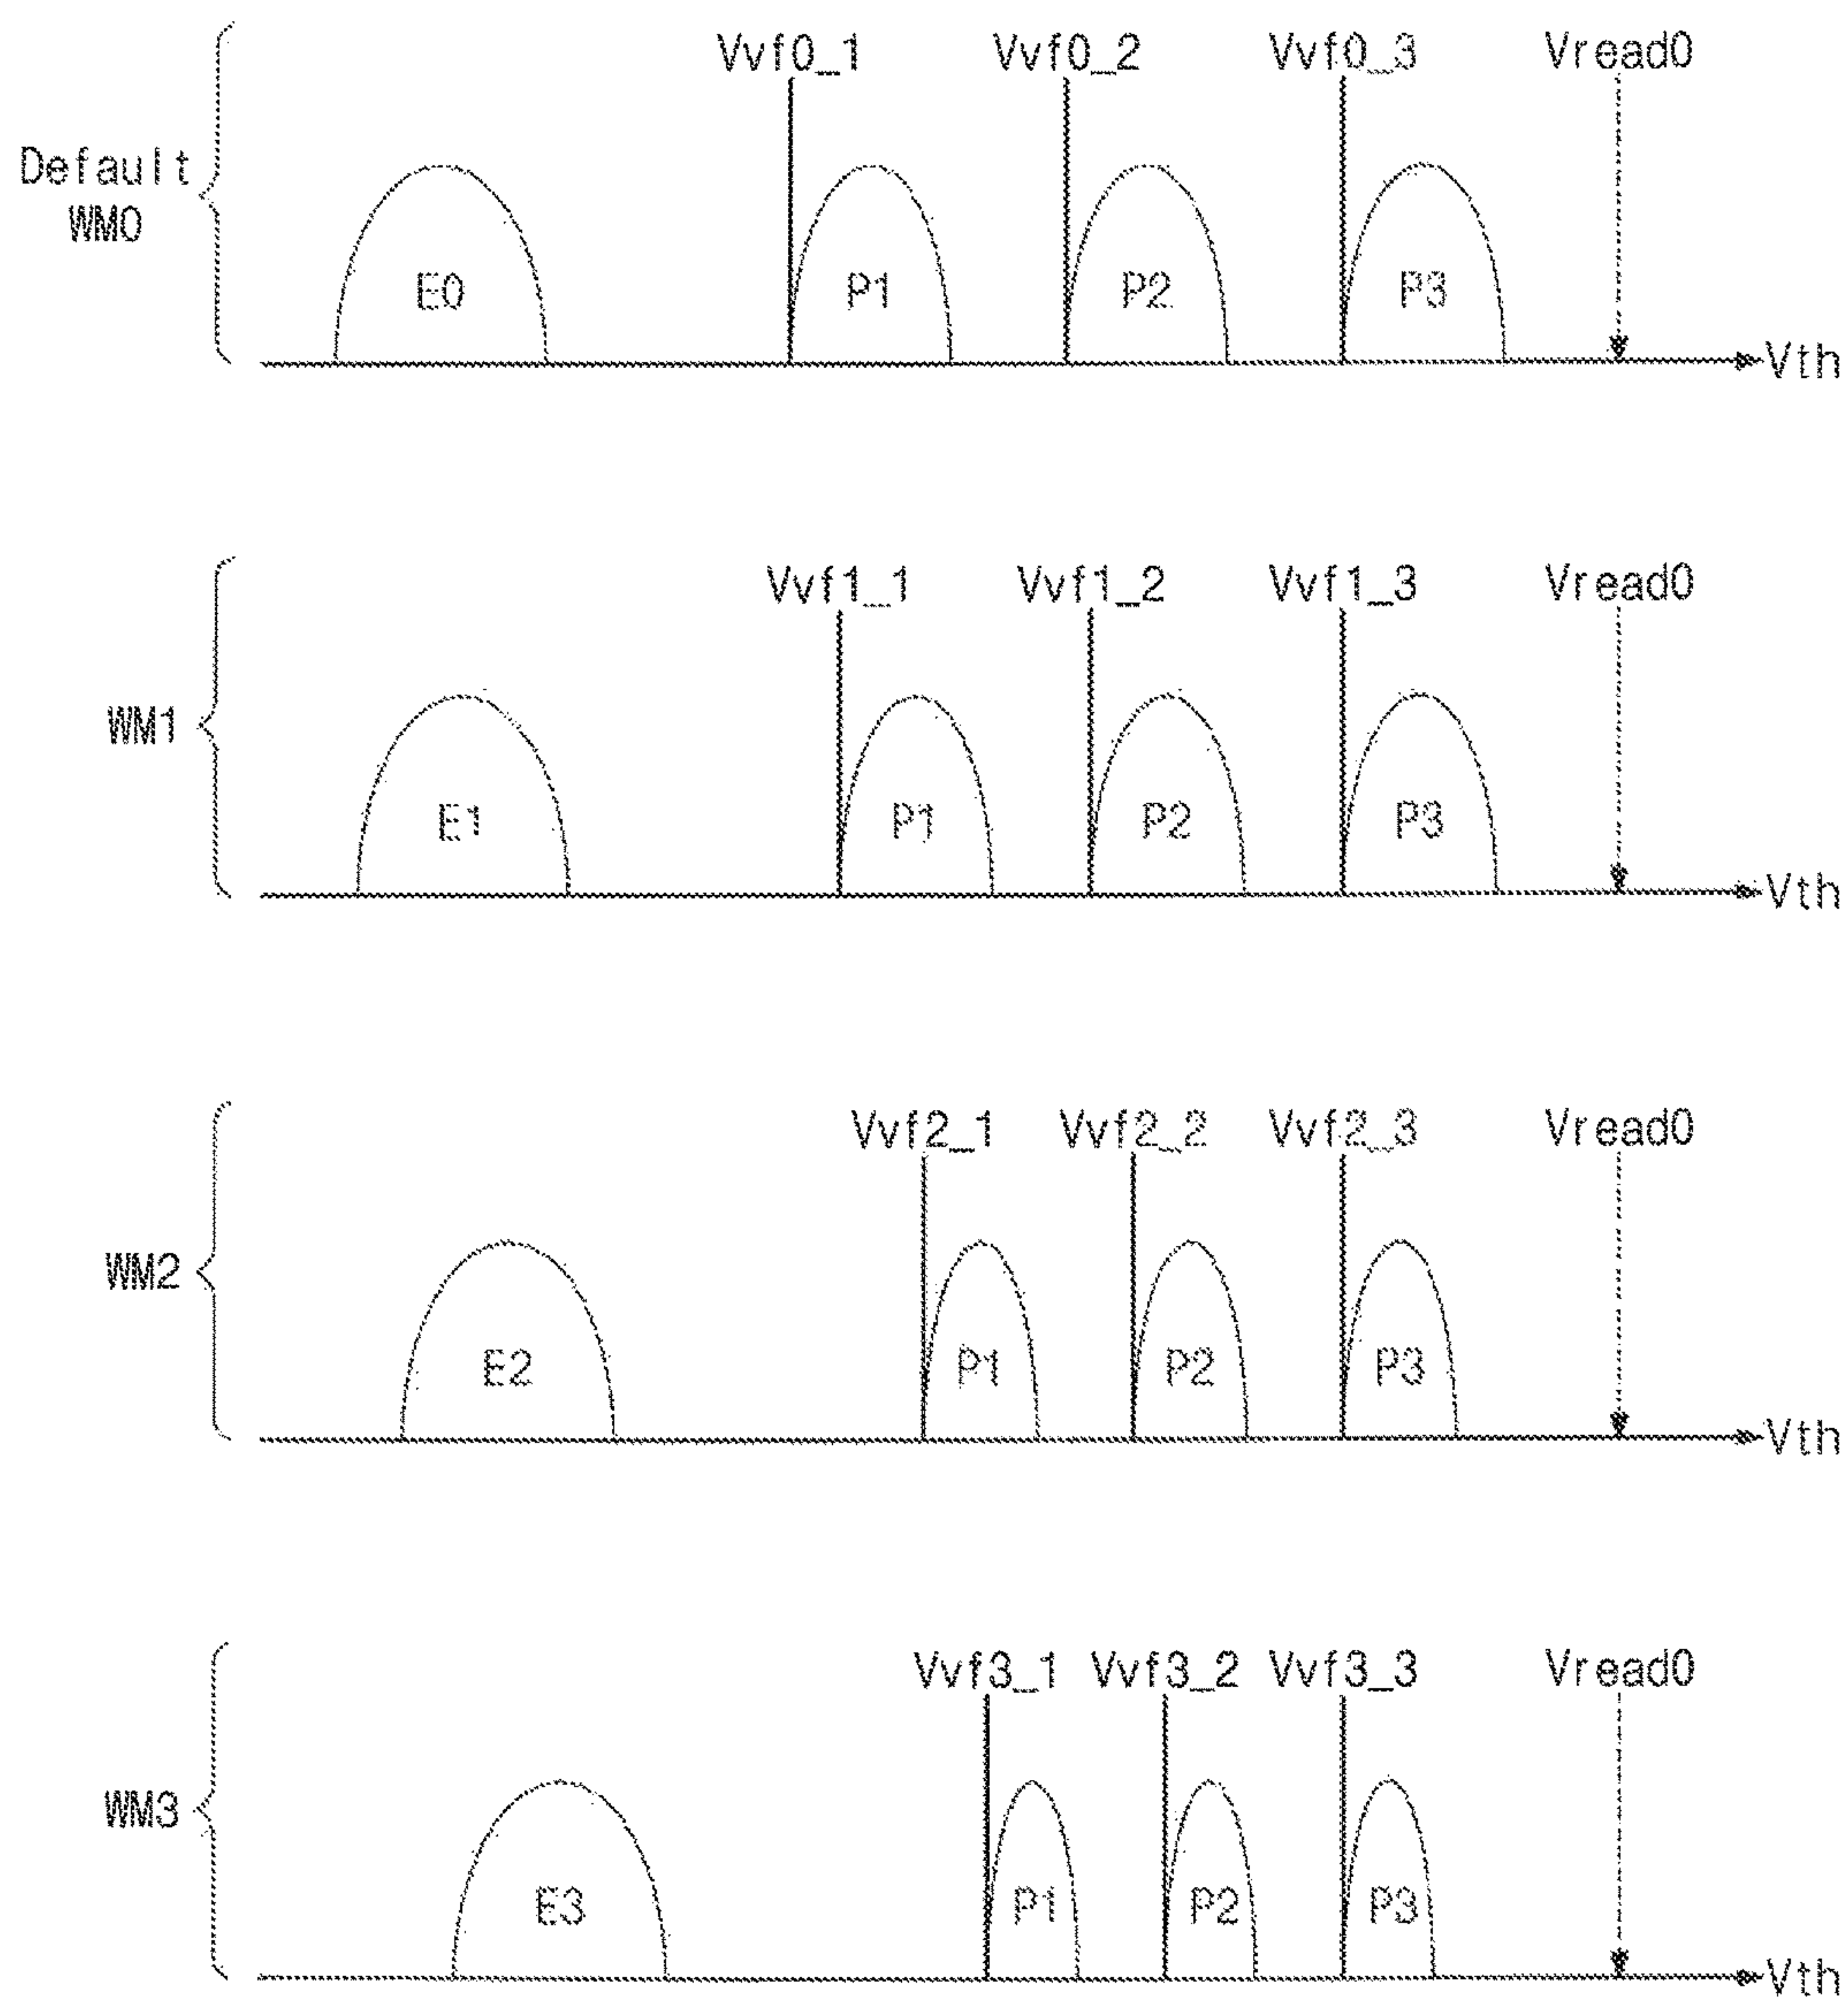 Vvf0_1 Vvf0_2 Vvf0_3 Vread0
Default
WM0
E0 P1 P2 P3
Vth
Vvf1_1 Vvf1_2 Vvf1_3 Vread0
WM1
E1 P1 P2 P3
Vth
Vvf2_1 Vvf2_2 Vvf2_3 Vread0
WM2
E2 P1 P2 P3
Vth
Vvf3_1 Vvf3_2 Vvf3_3 Vread0
WM3
E3 P1 P2 P3
Vth